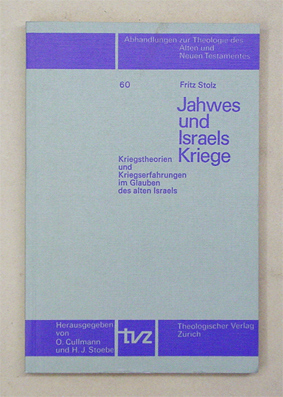 Abhandlungen zur Theologie des
Alten und
Neuen Testamentes
60
Fritz Stolz
Jahwes
und
Israels
Kriege
Kriegstheorien
und
Kriegserfahrungen
im Glauben
des alten Israels
Herausgegeben
von
O. Cullmann
und H. J. Stoebe
tvz
Theologischer Verlag
Zürich